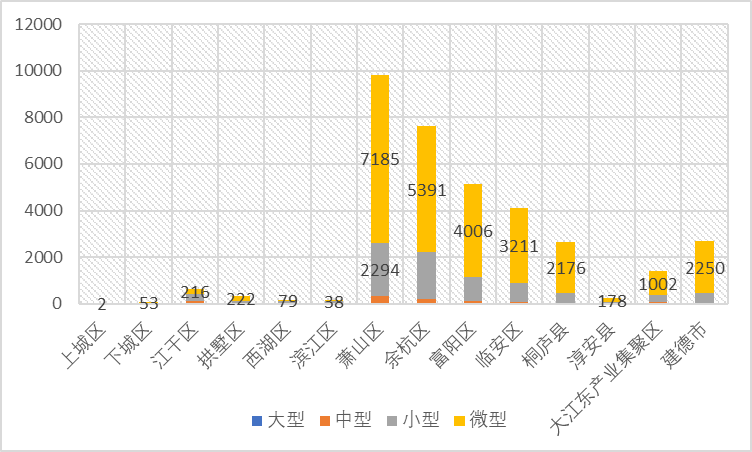 12000
10000
8000
6000
4000
2000
0
2
53
216
222
79
38
7185
2294
5391
4006
3211
2176
178
1002
2250
上城区
下城区
江干区
拱墅区
西湖区
滨江区
萧山区
余杭区
富阳区
临安区
桐庐县
淳安县
大江东产业集聚区
建德市
大型 中型 小型 微型